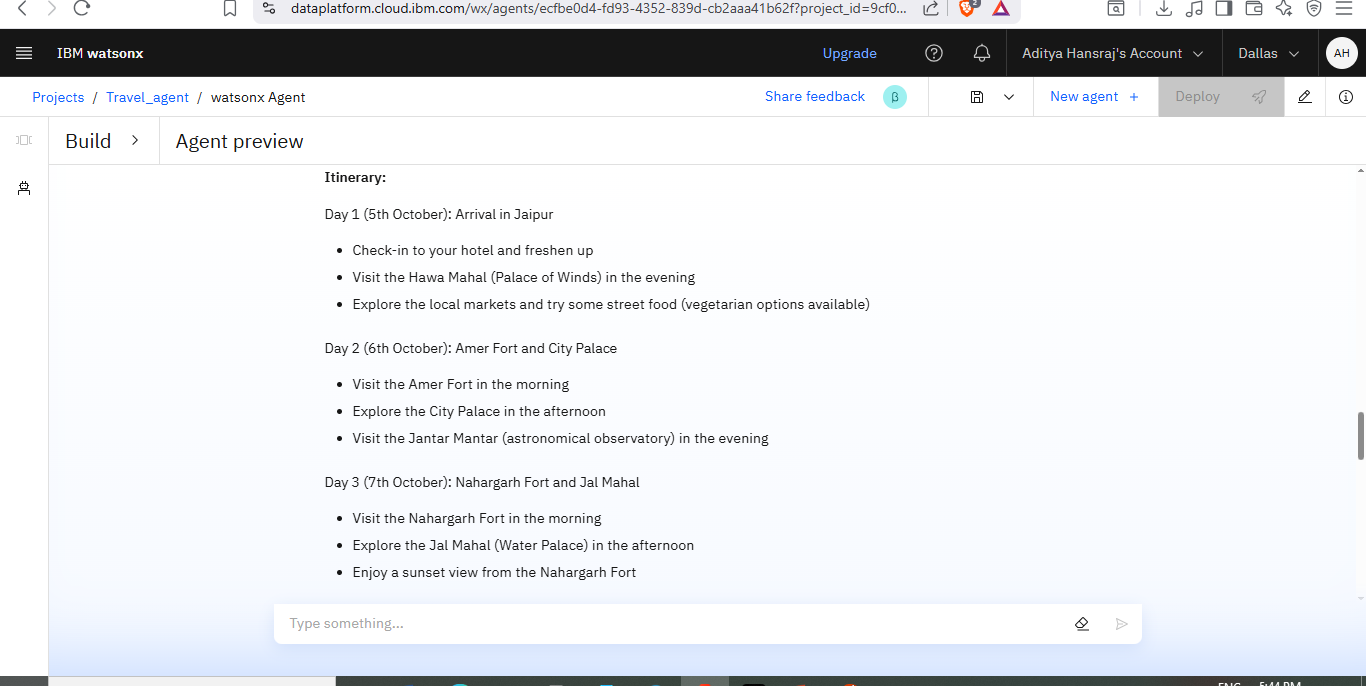 dataplatform.cloud.ibm.com/wx/agents/ecfbe0d4-fd93-4352-839d-cb2aaa41b62f?project_id=9cf0...
2
IBM watsonx
Upgrade
Aditya Hansraj's Account
Dallas
AH
Projects / Travel_agent / watsonx Agent
Share feedback
β
New agent +
Deploy
Build
Agent preview
Itinerary:
Day 1 (5th October): Arrival in Jaipur
• Check-in to your hotel and freshen up
• Visit the Hawa Mahal (Palace of Winds) in the evening
• Explore the local markets and try some street food (vegetarian options available)
Day 2 (6th October): Amer Fort and City Palace
• Visit the Amer Fort in the morning
• Explore the City Palace in the afternoon
• Visit the Jantar Mantar (astronomical observatory) in the evening
Day 3 (7th October): Nahargarh Fort and Jal Mahal
• Visit the Nahargarh Fort in the morning
• Explore the Jal Mahal (Water Palace) in the afternoon
• Enjoy a sunset view from the Nahargarh Fort
Type something...
ENG
5:44 PM